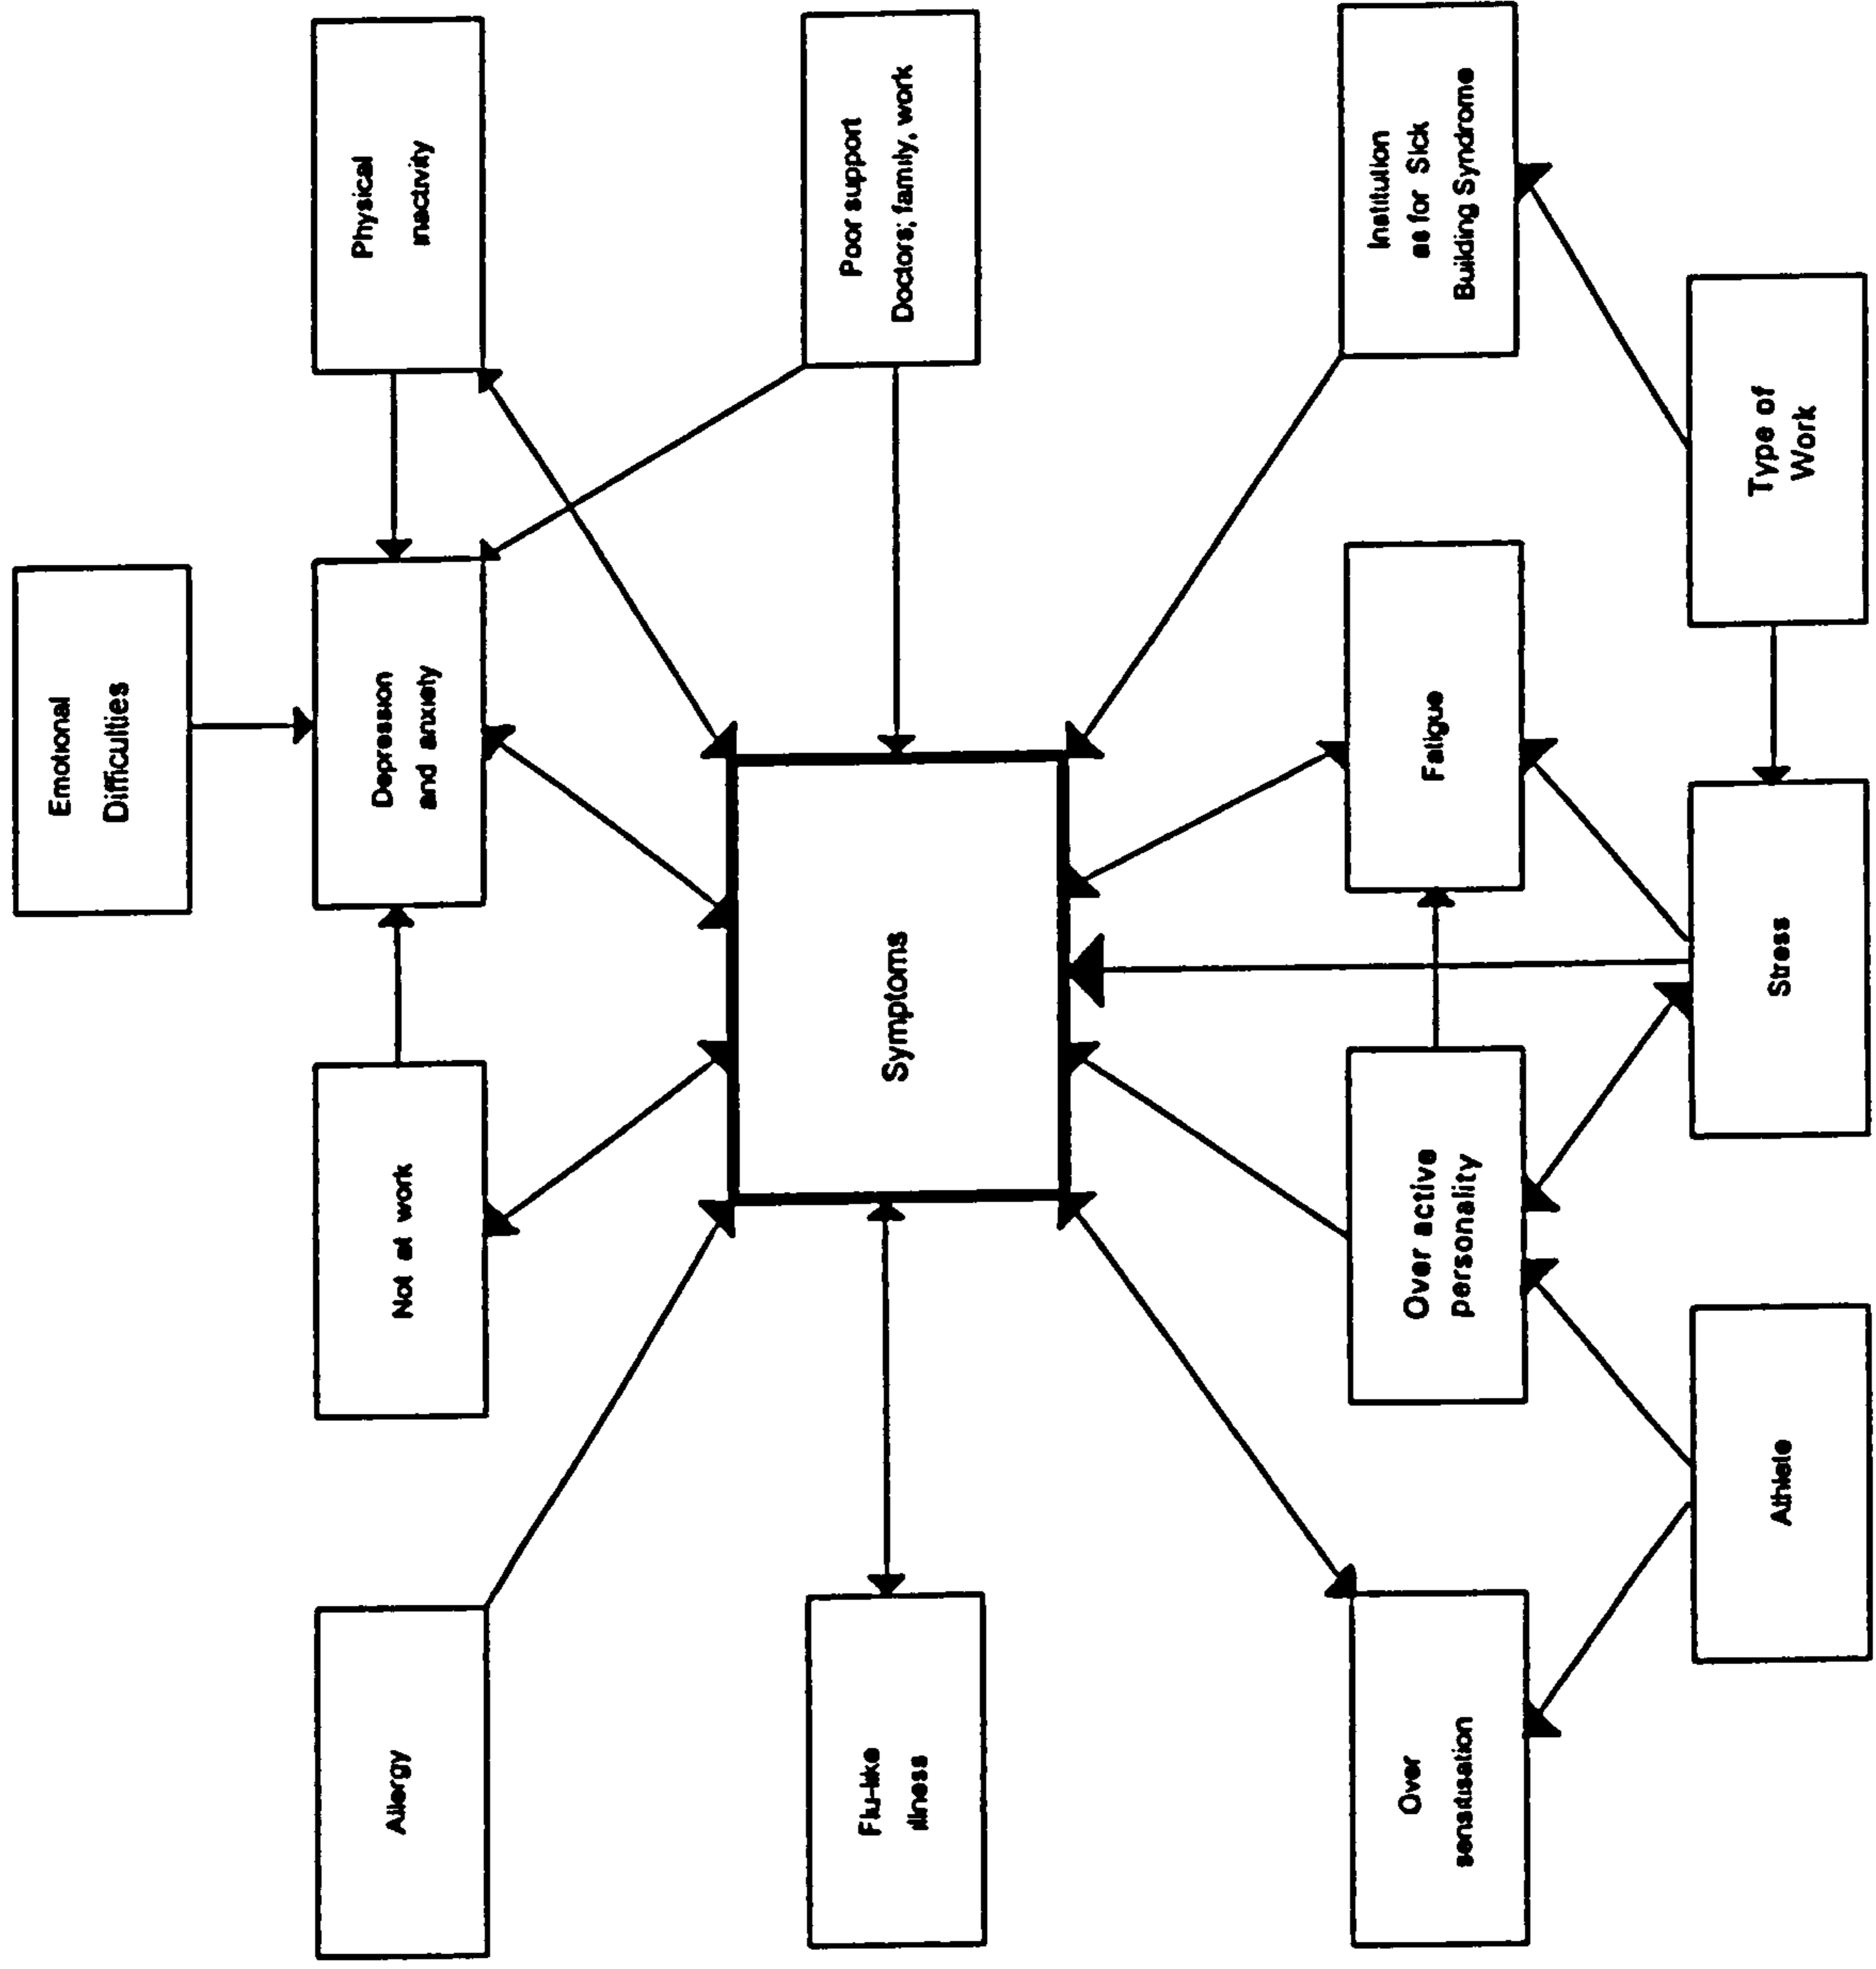 Emotional
Difficulties
Allergy
Not at work
Depression
and anxiety
Physical
inactivity
Flu-like
illness
Symptoms
Poor support
Doctors; family, work
Over
sensitisation
Over active
personality
Fatigue
Institution
as for Sick
Building Syndrome
Athlete
Stress
Type of
Work